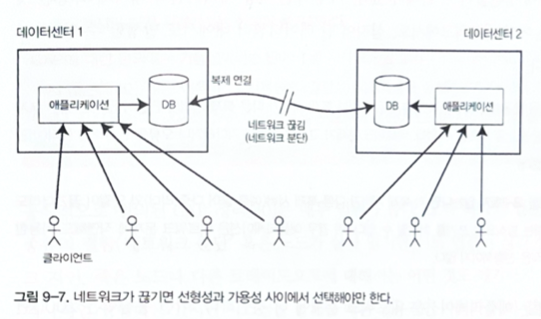 데이터센터 1
데이터센터 2
애플리케이션
DB
복제 연결
네트워크 끊김
(네트워크 분단)
DB
애플리케이션
클라이언트
그림 9-7. 네트워크가 끊기면 선형성과 가용성 사이에서 선택해야만 한다.